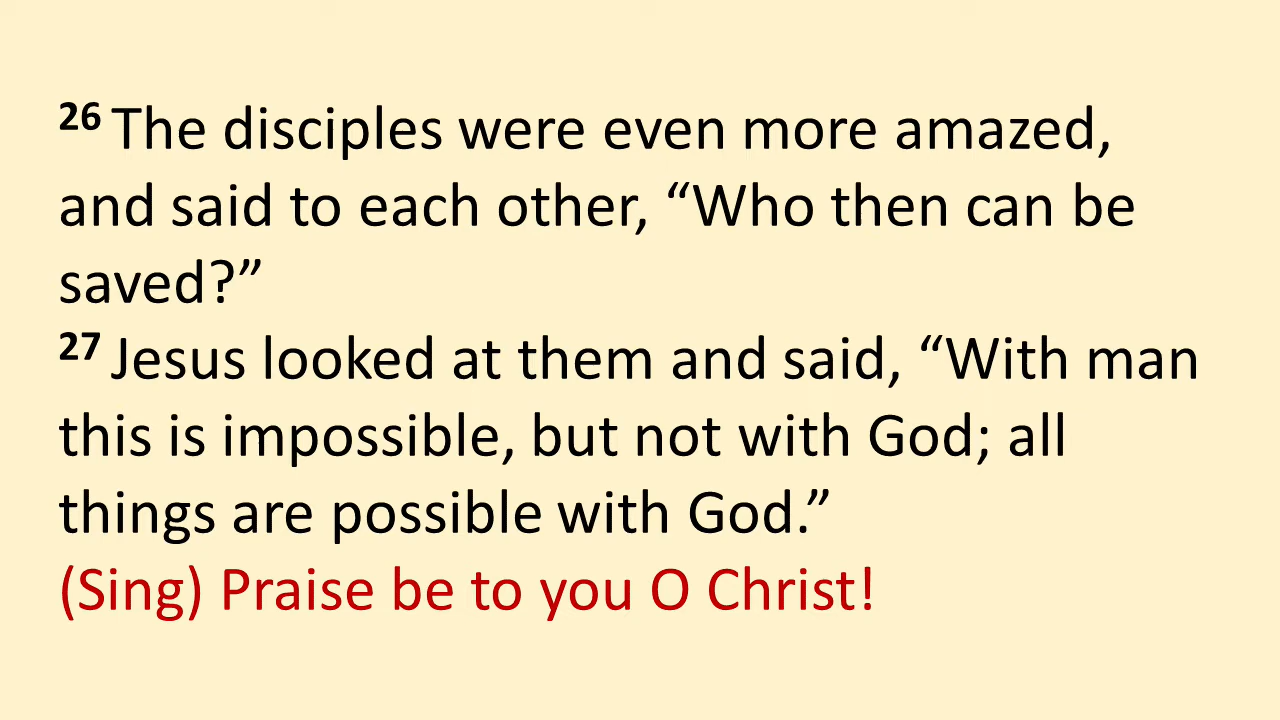 26 The disciples were even more amazed,
and said to each other, “Who then can be
saved?”
27 Jesus looked at them and said, “With man
this is impossible, but not with God; all
things are possible with God.”
(Sing) Praise be to you O Christ!